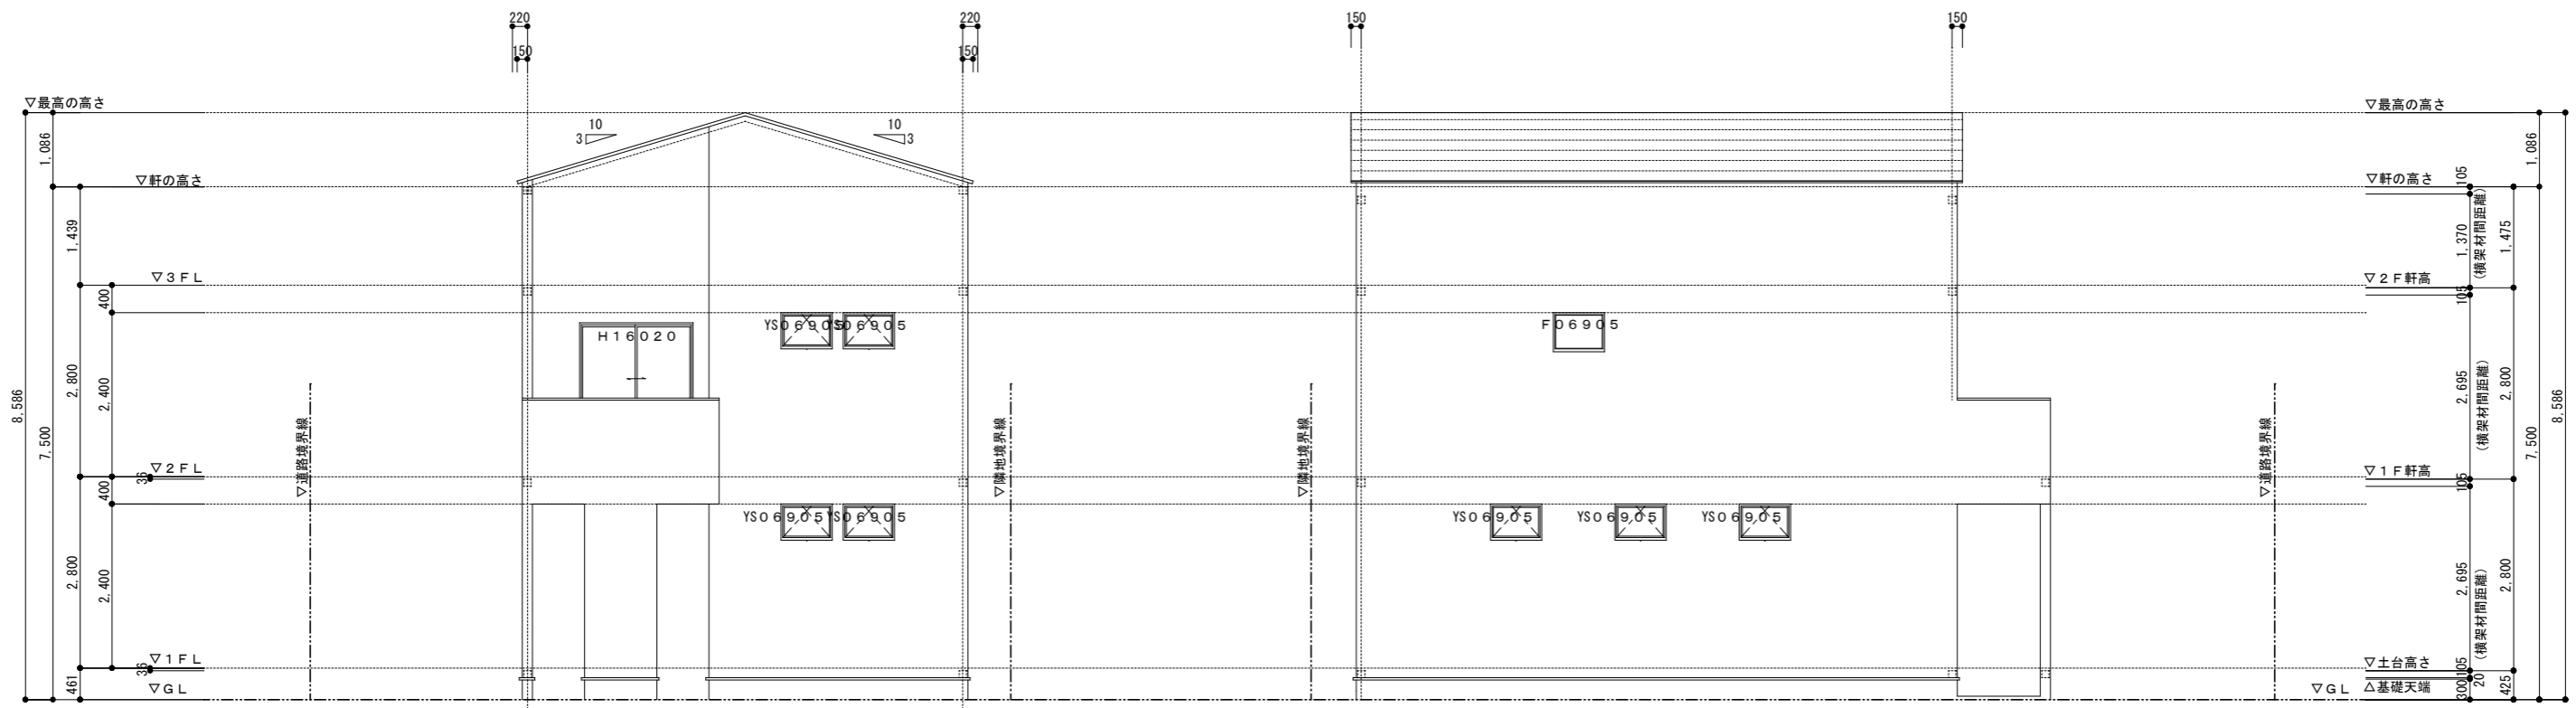 220
220
150
150
150
150
▽最高の高さ
▽最高の高さ
10
3
10
3
1,086
1,086
▽軒の高さ
▽軒の高さ
105
1,439
1,370
(横架材間距離)
1,475
▽3FL
▽2F軒高
400
105
YS06905
YS06905
F06905
H16020
2,800
2,400
2,695
(横架材間距離)
2,800
8,586
7,500
7,500
8,586
▽道路境界線
▽隣地境界線
▽隣地境界線
▽道路境界線
▽2FL
▽1F軒高
36
400
105
YS06905
YS06905
YS06905
YS06905
YS06905
2,800
2,400
2,695
(横架材間距離)
2,800
▽1FL
▽土台高さ
36
105
461
20
425
▽GL
▽GL
△基礎天端
300